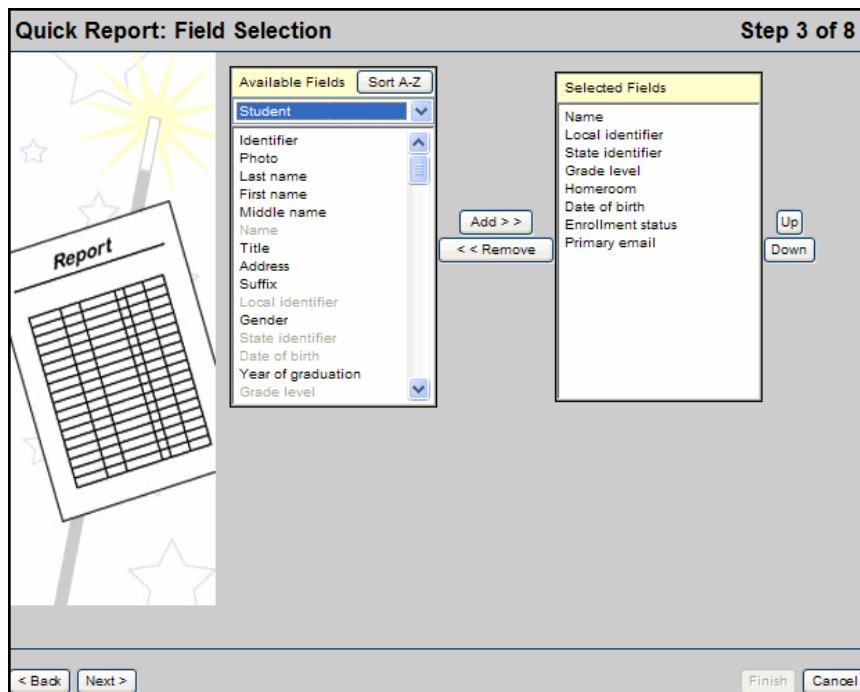 Quick Report: Field Selection Step 3 of 8
Available Fields Sort A-Z
Student
Identifier
Photo
Last name
First name
Middle name
Name
Title
Address
Suffix
Local identifier
Gender
State identifier
Date of birth
Year of graduation
Grade level
Add > >
< < Remove
Selected Fields
Name
Local identifier
State identifier
Grade level
Homeroom
Date of birth
Enrollment status
Primary email
Up
Down
Report
< Back Next > Finish Cancel